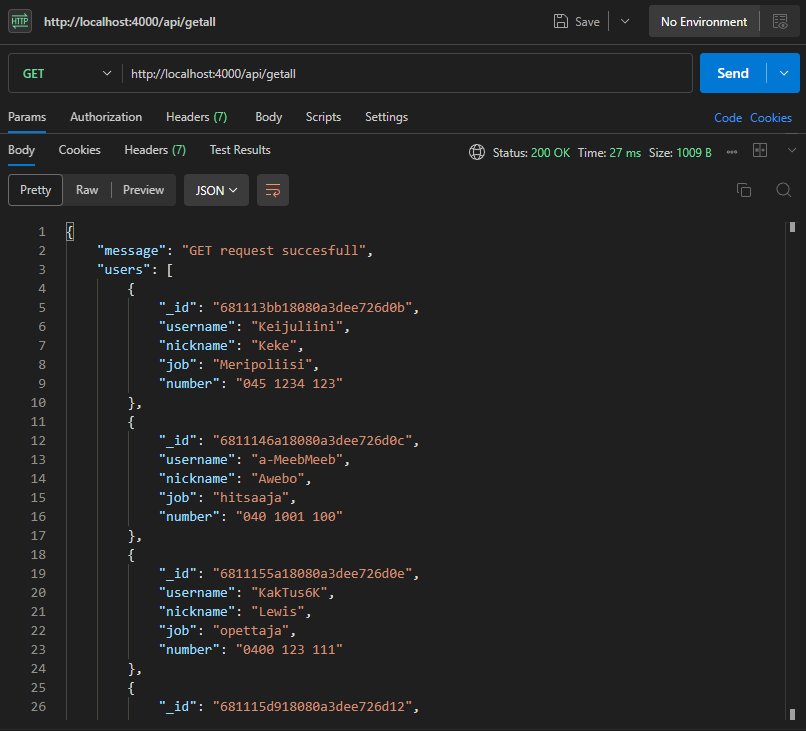 HTTP http://localhost:4000/api/getall Save No Environment
GET http://localhost:4000/api/getall Send
Params Authorization Headers (7) Body Scripts Settings Code Cookies
Body Cookies Headers (7) Test Results Status: 200 OK Time: 27 ms Size: 1009 B
Pretty Raw Preview JSON
1 {
2 "message": "GET request succesfull",
3 "users": [
4 {
5 "_id": "681113bb18080a3dee726d0b",
6 "username": "Keijuliini",
7 "nickname": "Keke",
8 "job": "Meripoliisi",
9 "number": "045 1234 123"
10 },
11 {
12 "_id": "6811146a18080a3dee726d0c",
13 "username": "a-MeebMeeb",
14 "nickname": "Awebo",
15 "job": "hitsaaja",
16 "number": "040 1001 100"
17 },
18 {
19 "_id": "6811155a18080a3dee726d0e",
20 "username": "KakTus6K",
21 "nickname": "Lewis",
22 "job": "opettaja",
23 "number": "0400 123 111"
24 },
25 {
26 "_id": "681115d918080a3dee726d12",